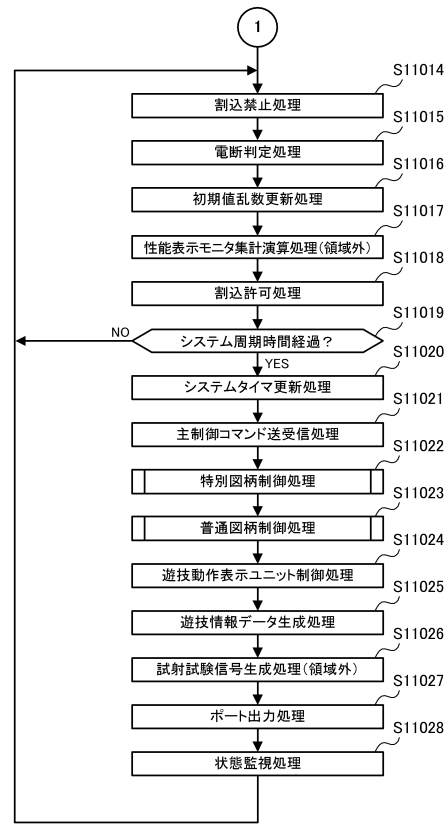 1
S11014
割込禁止処理
S11015
電断判定処理
S11016
初期値乱数更新処理
S11017
性能表示モニタ集計演算処理(領域外)
S11018
割込許可処理
S11019
NO
システム周期時間経過？
YES
S11020
システムタイマ更新処理
S11021
主制御コマンド送受信処理
S11022
特別図柄制御処理
S11023
普通図柄制御処理
S11024
遊技動作表示ユニット制御処理
S11025
遊技情報データ生成処理
S11026
試射試験信号生成処理(領域外)
S11027
ポート出力処理
S11028
状態監視処理